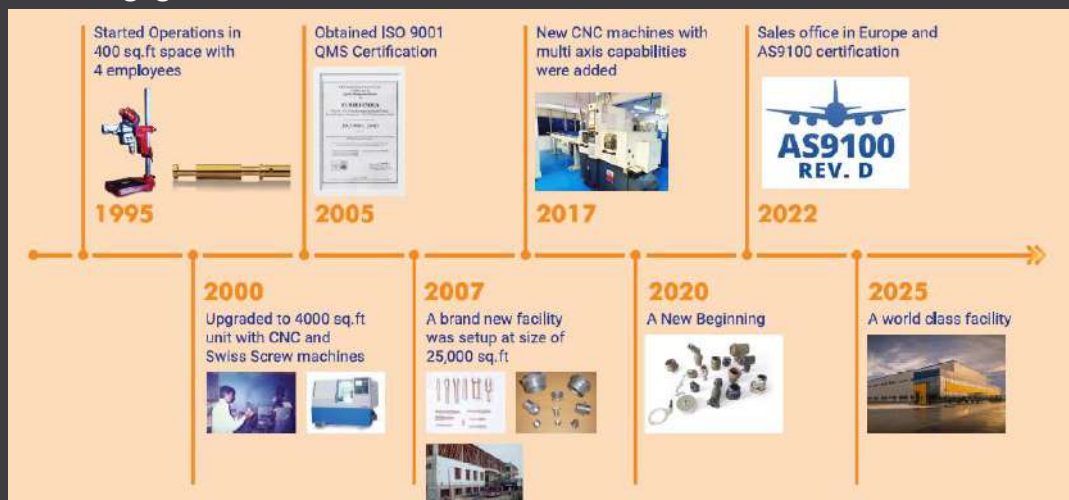 Started Operations in
400 sq.ft space with
4 employees
1995
Obtained ISO 9001
QMS Certification
2005
New CNC machines with
multi axis capabilities
were added
2017
Sales office in Europe and
AS9100 certification
AS9100
REV. D
2022
2000
Upgraded to 4000 sq.ft
unit with CNC and
Swiss Screw machines
2007
A brand new facility
was setup at size of
25,000 sq.ft
2020
A New Beginning
2025
A world class facility